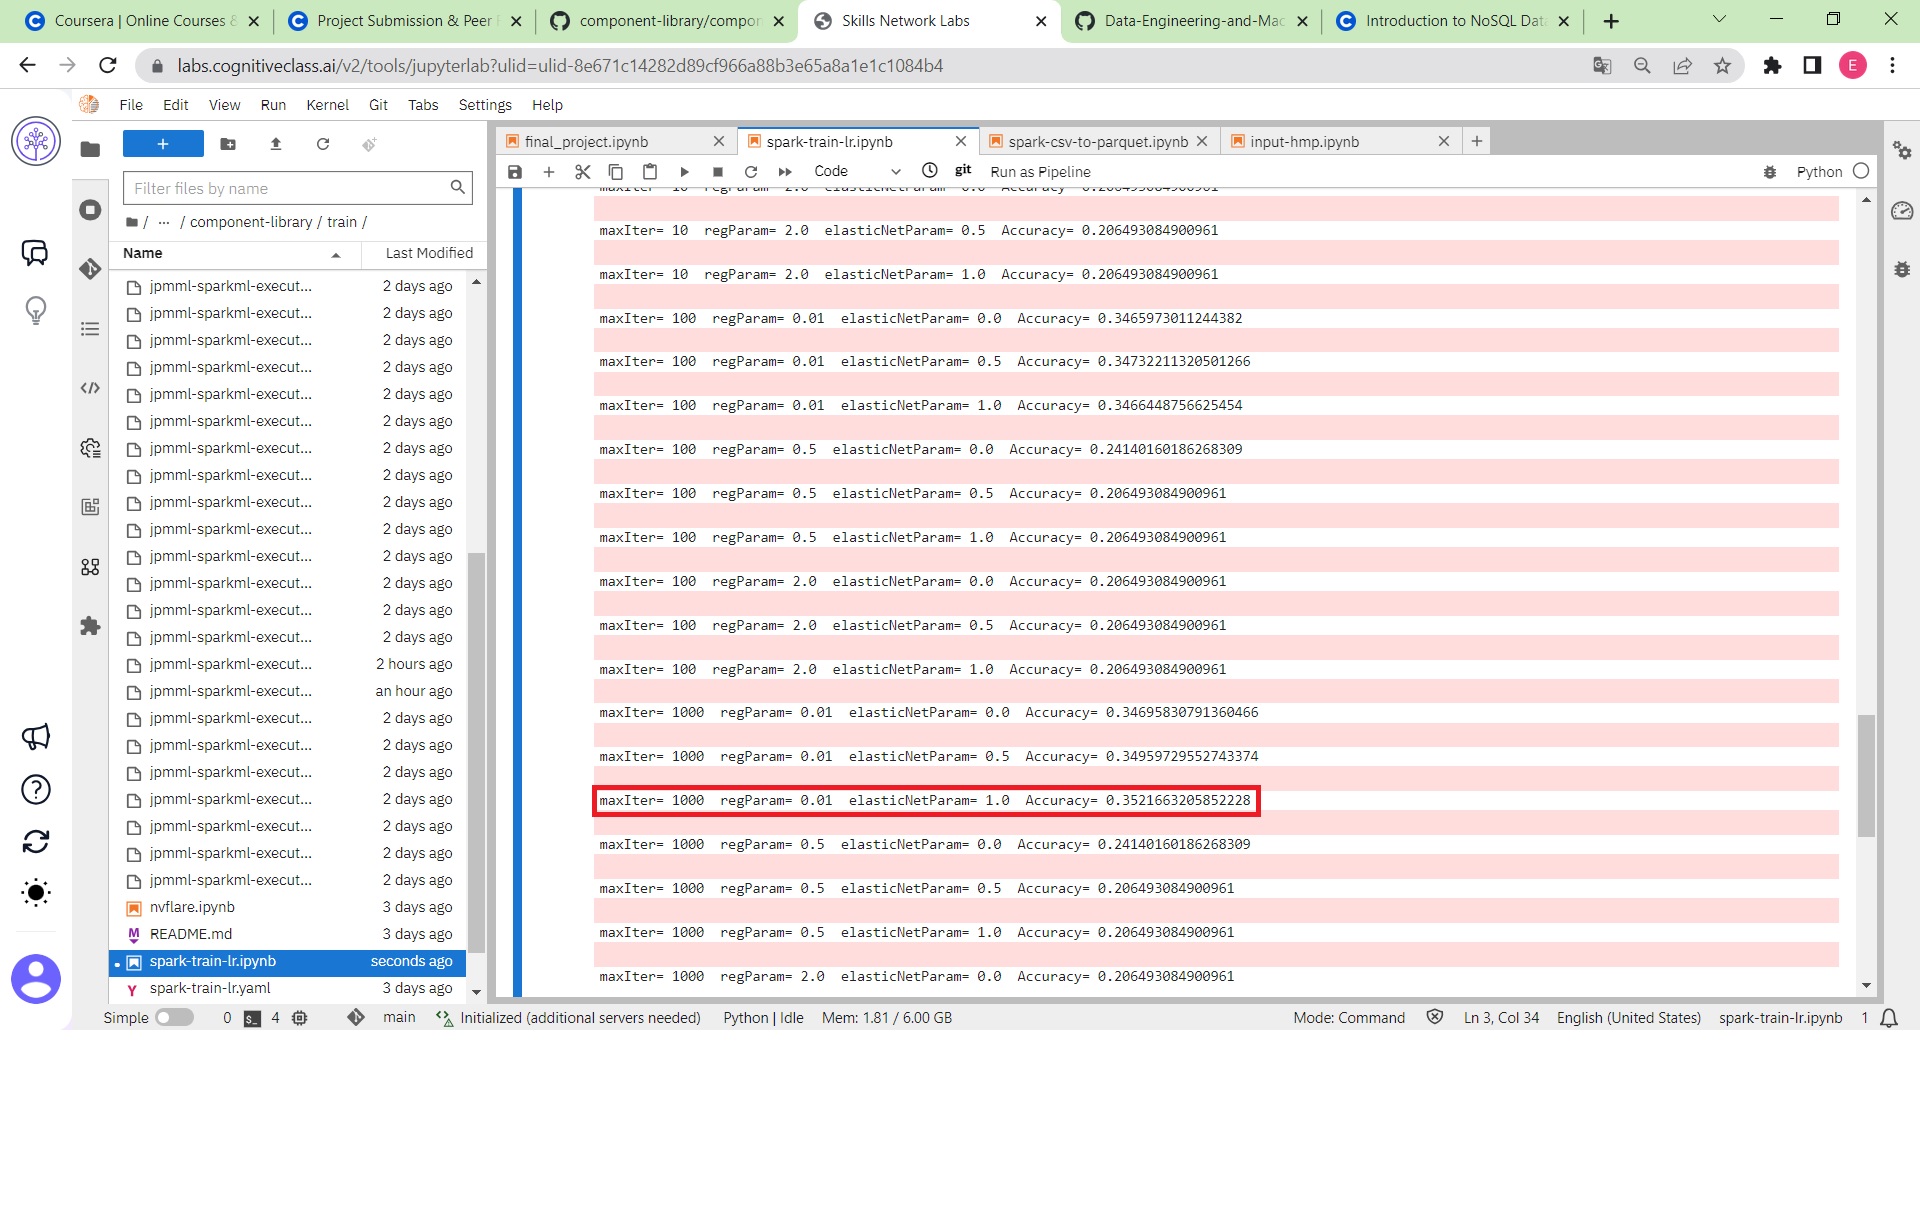 Coursera | Online Courses &
Project Submission & Peer
component-library/compor
Skills Network Labs
Data-Engineering-and-Mac
Introduction to NoSQL Dat
labs.cognitiveclass.ai/v2/tools/jupyterlab?ulid=ulid-8e671c14282d89cf966a88b3e65a8a1e1c1084b4
E
File Edit View Run Kernel Git Tabs Settings Help
+
Filter files by name
/ ··· / component-library / train /
Name Last Modified
jpmml-sparkml-execut... 2 days ago
jpmml-sparkml-execut... 2 days ago
jpmml-sparkml-execut... 2 days ago
jpmml-sparkml-execut... 2 days ago
jpmml-sparkml-execut... 2 days ago
jpmml-sparkml-execut... 2 days ago
jpmml-sparkml-execut... 2 days ago
jpmml-sparkml-execut... 2 days ago
jpmml-sparkml-execut... 2 days ago
jpmml-sparkml-execut... 2 days ago
jpmml-sparkml-execut... 2 days ago
jpmml-sparkml-execut... 2 days ago
jpmml-sparkml-execut... 2 days ago
jpmml-sparkml-execut... 2 days ago
jpmml-sparkml-execut... 2 hours ago
jpmml-sparkml-execut... an hour ago
jpmml-sparkml-execut... 2 days ago
jpmml-sparkml-execut... 2 days ago
jpmml-sparkml-execut... 2 days ago
jpmml-sparkml-execut... 2 days ago
jpmml-sparkml-execut... 2 days ago
jpmml-sparkml-execut... 2 days ago
jpmml-sparkml-execut... 2 days ago
nvflare.ipynb 3 days ago
README.md 3 days ago
spark-train-lr.ipynb seconds ago
spark-train-lr.yaml 3 days ago
final_project.ipynb
spark-train-lr.ipynb
spark-csv-to-parquet.ipynb
input-hmp.ipynb
Code git Run as Pipeline Python
maxIter= 10 regParam= 2.0 elasticNetParam= 0.0 Accuracy= 0.206493084900961
maxIter= 10 regParam= 2.0 elasticNetParam= 0.5 Accuracy= 0.206493084900961
maxIter= 10 regParam= 2.0 elasticNetParam= 1.0 Accuracy= 0.206493084900961
maxIter= 100 regParam= 0.01 elasticNetParam= 0.0 Accuracy= 0.3465973011244382
maxIter= 100 regParam= 0.01 elasticNetParam= 0.5 Accuracy= 0.34732211320501266
maxIter= 100 regParam= 0.01 elasticNetParam= 1.0 Accuracy= 0.3466448756625454
maxIter= 100 regParam= 0.5 elasticNetParam= 0.0 Accuracy= 0.24140160186268309
maxIter= 100 regParam= 0.5 elasticNetParam= 0.5 Accuracy= 0.206493084900961
maxIter= 100 regParam= 0.5 elasticNetParam= 1.0 Accuracy= 0.206493084900961
maxIter= 100 regParam= 2.0 elasticNetParam= 0.0 Accuracy= 0.206493084900961
maxIter= 100 regParam= 2.0 elasticNetParam= 0.5 Accuracy= 0.206493084900961
maxIter= 100 regParam= 2.0 elasticNetParam= 1.0 Accuracy= 0.206493084900961
maxIter= 1000 regParam= 0.01 elasticNetParam= 0.0 Accuracy= 0.34695830791360466
maxIter= 1000 regParam= 0.01 elasticNetParam= 0.5 Accuracy= 0.34959729552743374
maxIter= 1000 regParam= 0.01 elasticNetParam= 1.0 Accuracy= 0.3521663205852228
maxIter= 1000 regParam= 0.5 elasticNetParam= 0.0 Accuracy= 0.24140160186268309
maxIter= 1000 regParam= 0.5 elasticNetParam= 0.5 Accuracy= 0.206493084900961
maxIter= 1000 regParam= 0.5 elasticNetParam= 1.0 Accuracy= 0.206493084900961
maxIter= 1000 regParam= 2.0 elasticNetParam= 0.0 Accuracy= 0.206493084900961
Simple 0 4 main Initialized (additional servers needed) Python | Idle Mem: 1.81 / 6.00 GB Mode: Command Ln 3, Col 34 English (United States) spark-train-lr.ipynb 1